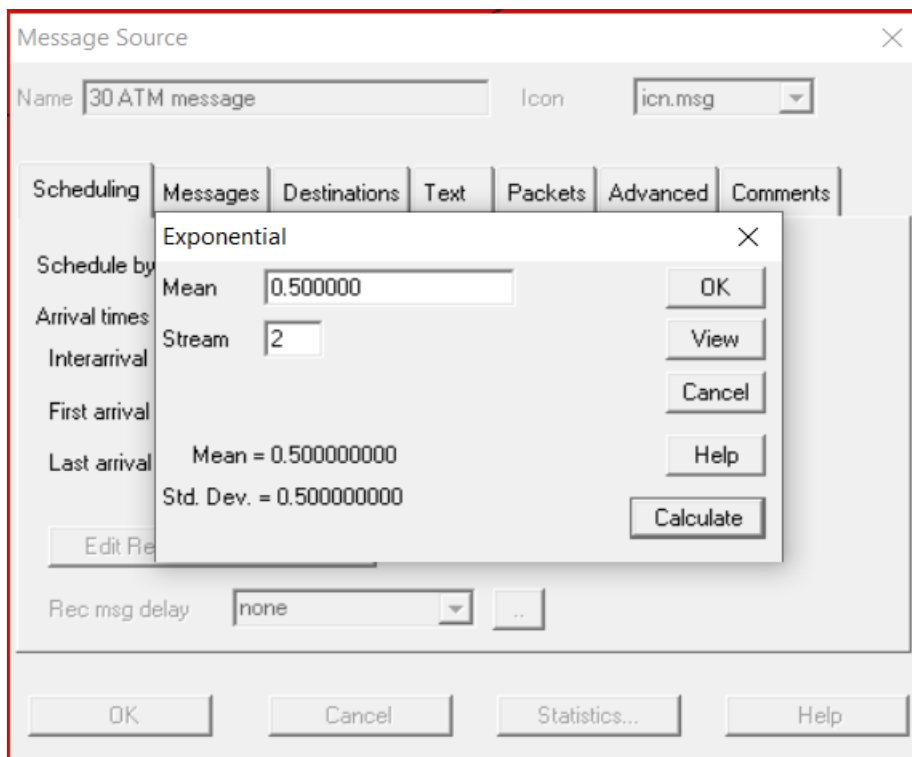 Message Source
Name 30 ATM message Icon icn.msg
Scheduling Messages Destinations Text Packets Advanced Comments
Exponential
Schedule by
Mean 0.500000 OK
Arrival times
Stream 2 View
Interarrival
Cancel
First arrival
Last arrival Mean = 0.500000000 Help
Std. Dev. = 0.500000000
Calculate
Edit Re
Rec msg delay none ..
OK Cancel Statistics... Help